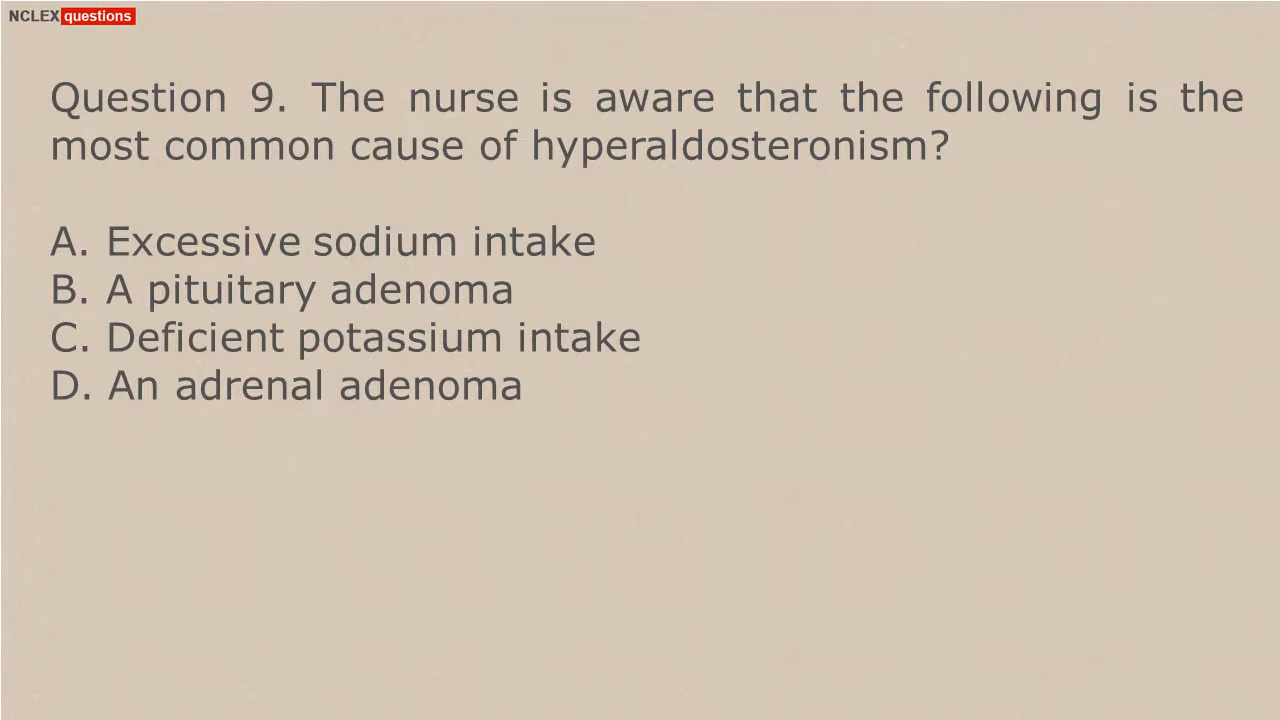 NCLEX questions
Question 9. The nurse is aware that the following is the
most common cause of hyperaldosteronism?
A. Excessive sodium intake
B. A pituitary adenoma
C. Deficient potassium intake
D. An adrenal adenoma